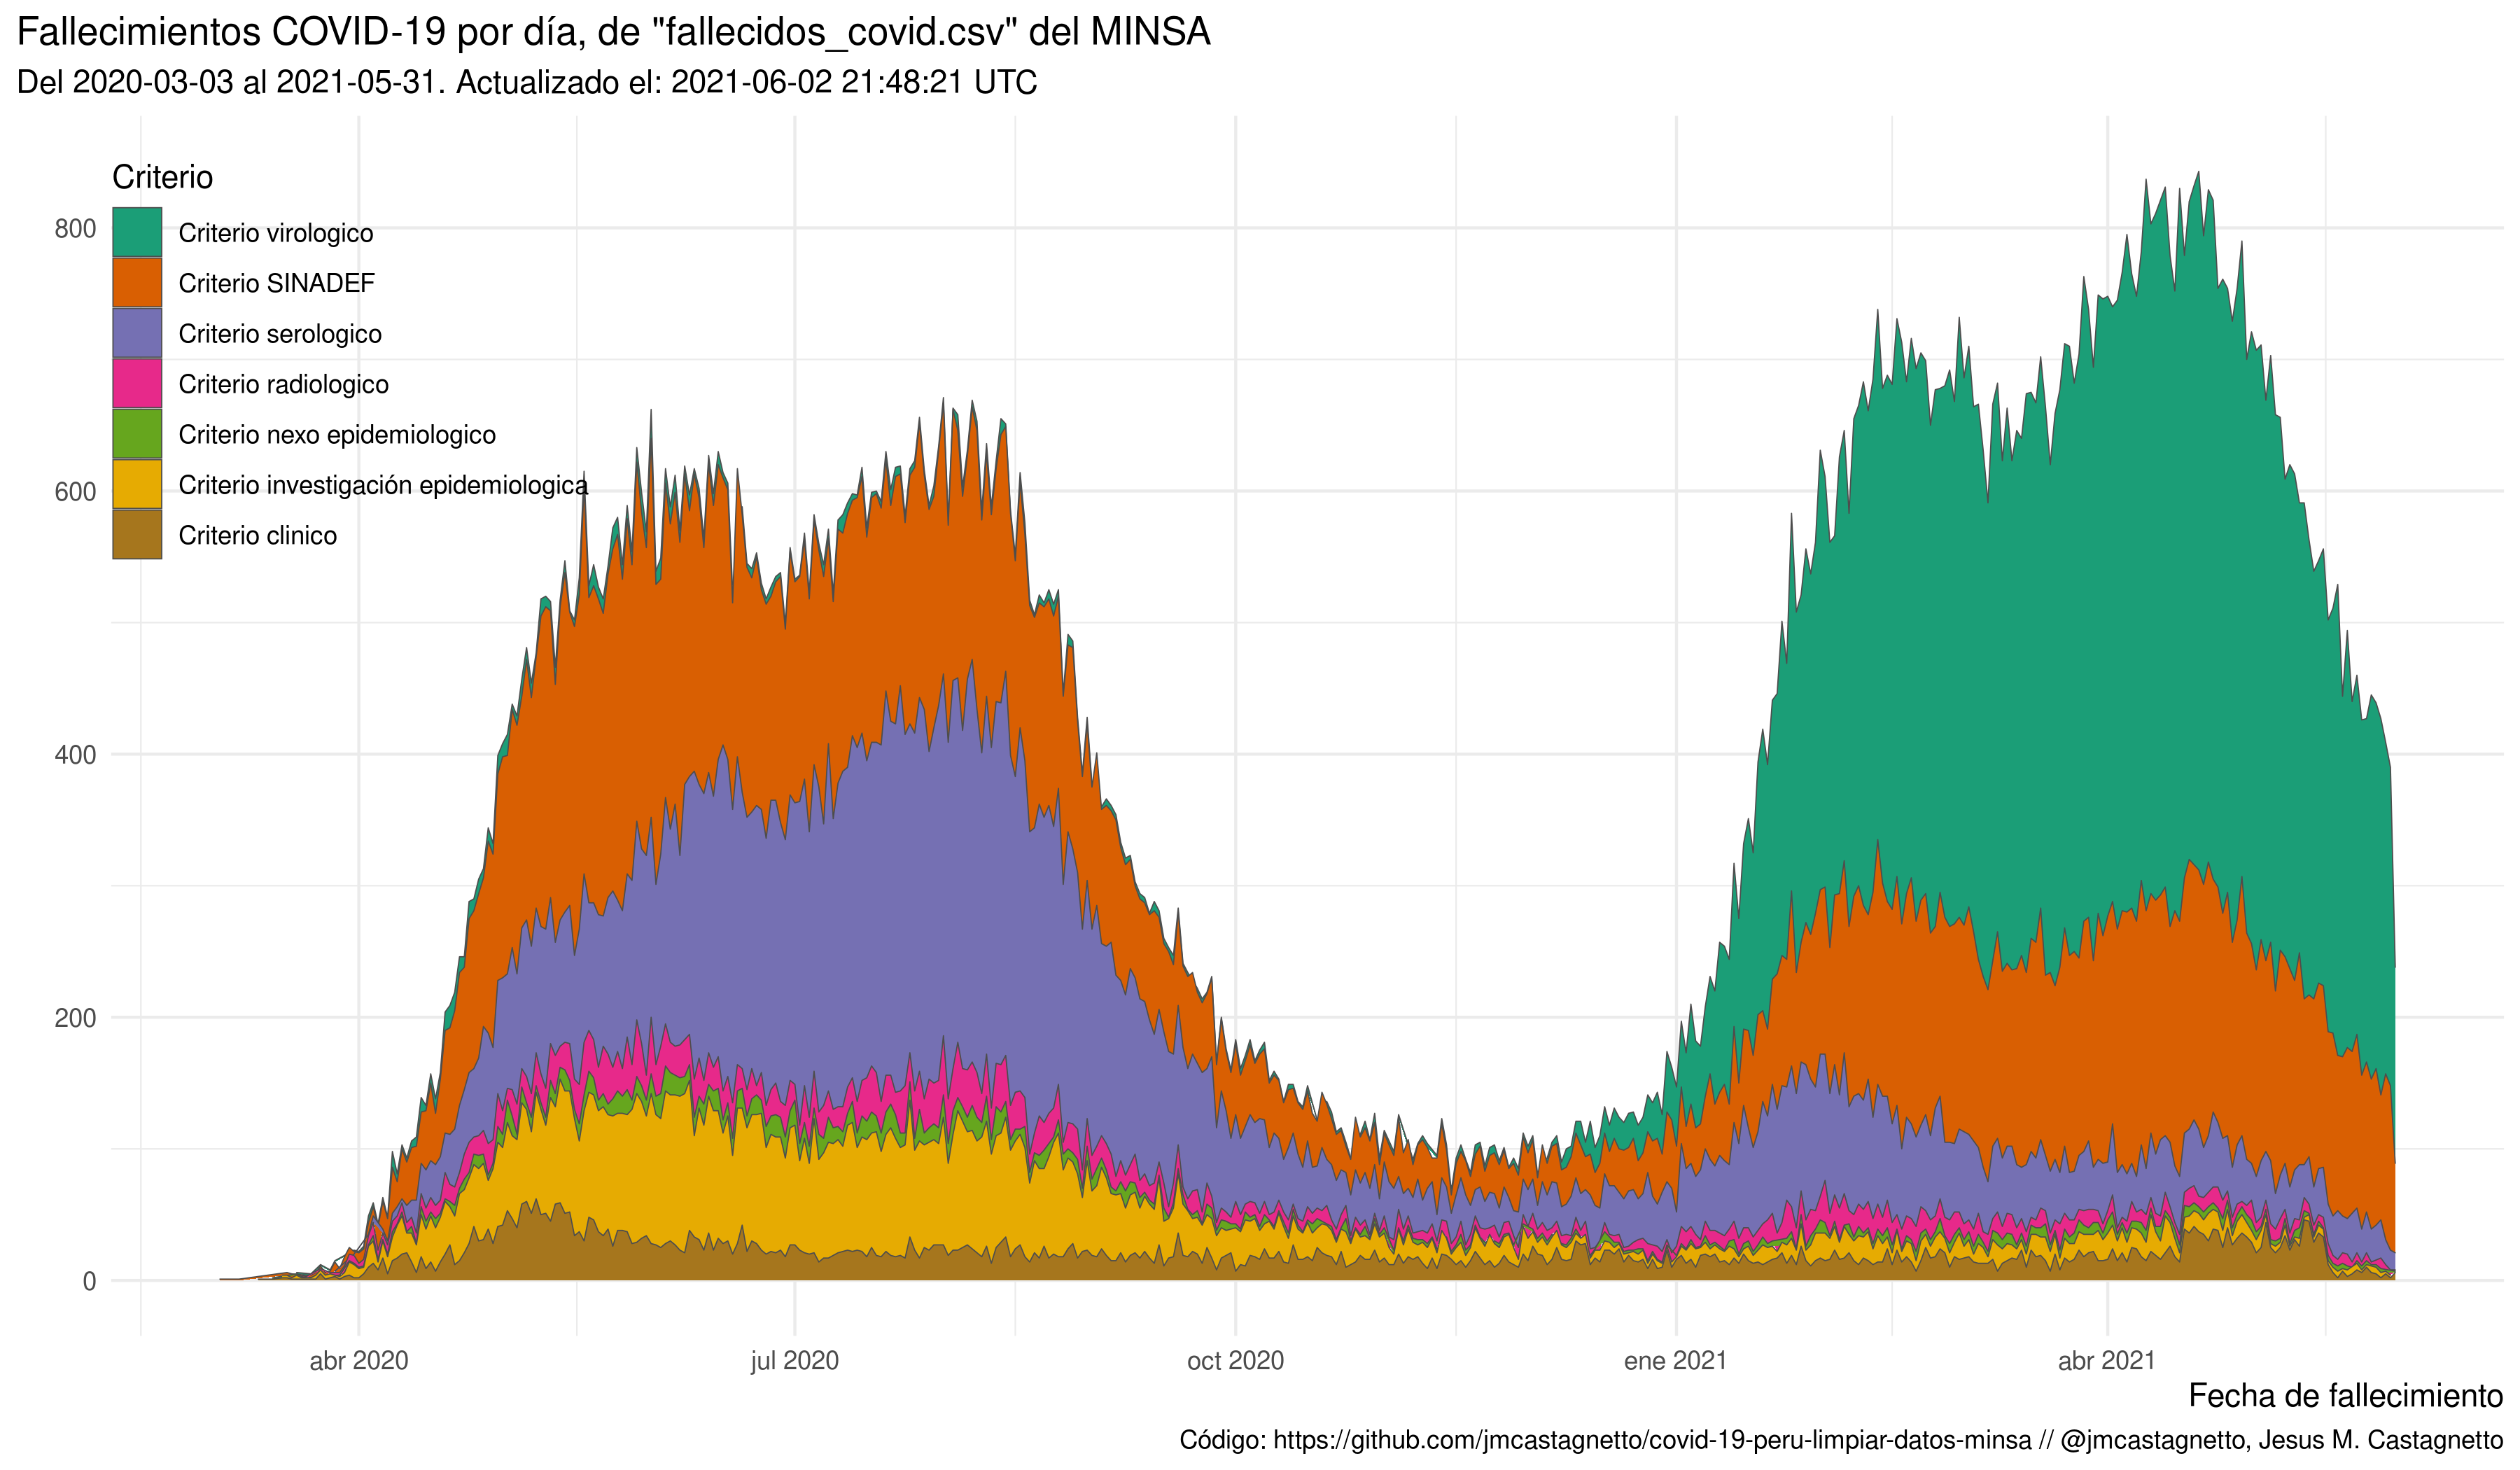 Fallecimientos COVID-19 por día, de "fallecidos_covid.csv" del MINSA
Del 2020-03-03 al 2021-05-31. Actualizado el: 2021-06-02 21:48:21 UTC
Criterio
Criterio virologico
Criterio SINADEF
Criterio serologico
Criterio radiologico
Criterio nexo epidemiologico
Criterio investigación epidemiologica
Criterio clinico
800
600
400
200
0
abr 2020 jul 2020 oct 2020 ene 2021 abr 2021
Fecha de fallecimiento
Código: https://github.com/jmcastagnetto/covid-19-peru-limpiar-datos-minsa // @jmcastagnetto, Jesus M. Castagnetto